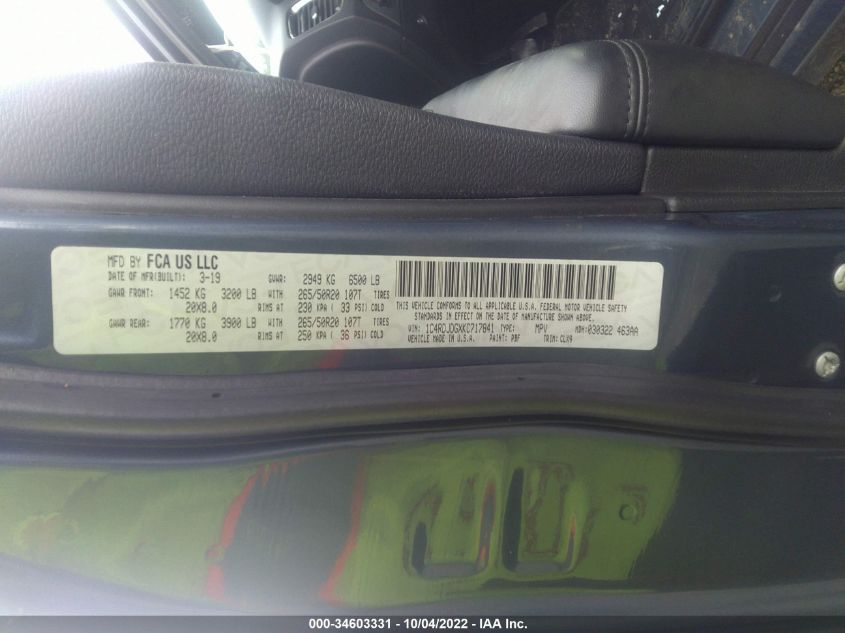 MFD BY FCA US LLC
DATE OF MFR(BUILT): 3-19 GVWR: 2949 KG 6500 LB
GAWR FRONT: 1452 KG 3200 LB WITH 265/50R20 107T TIRES
20X8.0 RIMS AT 230 KPA ( 33 PSI) COLD
GAWR REAR: 1770 KG 3900 LB WITH 265/50R20 107T TIRES
20X8.0 RIMS AT 250 KPA ( 36 PSI) COLD
THIS VEHICLE CONFORMS TO ALL APPLICABLE U.S.A. FEDERAL MOTOR VEHICLE SAFETY
STANDARDS IN EFFECT ON THE DATE OF MANUFACTURE SHOWN ABOVE.
VIN: 1C4RDJDGXKC717841 TYPE: MPV MDH: 030322 463AA
VEHICLE MADE IN U.S.A. PAINT: PBF TRIM: CLX9
000-34603331 - 10/04/2022 - IAA Inc.